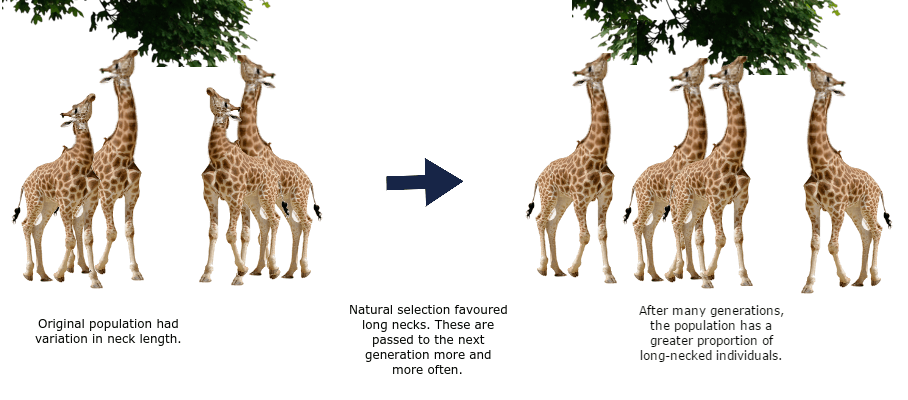 Original population had
variation in neck length.
Natural selection favoured
long necks. These are
passed to the next
generation more and
more often.
After many generations,
the population has a
greater proportion of
long-necked individuals.